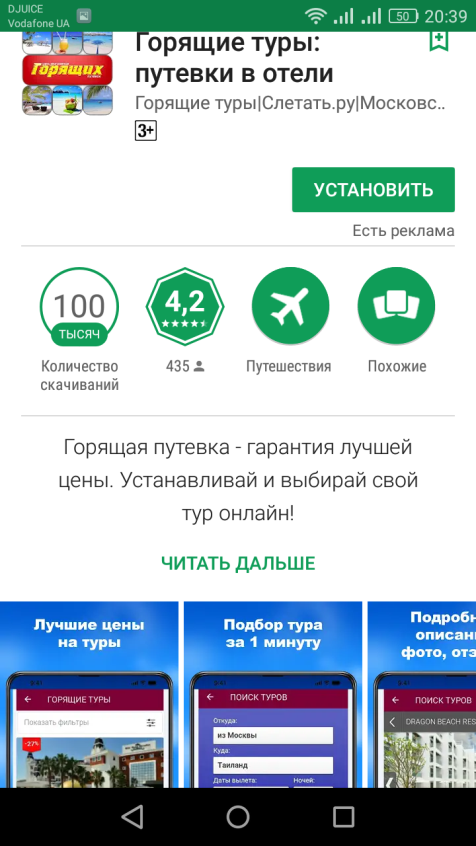 DJUICE
Vodafone UA
50
20:39
Горящих
Горящие туры:
путевки в отели
Горящие туры|Слетать.ру|Московс..
3+
УСТАНОВИТЬ
Есть реклама
100
ТЫСЯЧ
4,2
Количество
скачиваний
435
Путешествия
Похожие
Горящая путевка - гарантия лучшей
цены. Устанавливай и выбирай свой
тур онлайн!
ЧИТАТЬ ДАЛЬШЕ
Лучшие цены
на туры
ГОРЯЩИЕ ТУРЫ
Показать фильтры
-27%
Подбор тура
за 1 минуту
9:41
ПОИСК ТУРОВ
Откуда:
из Москвы
Куда:
Таиланд
Даты вылета:
Ночей:
Подробн
описани
фото, отз
ПОИСК ТУРОВ
DRAGON BEACH RES